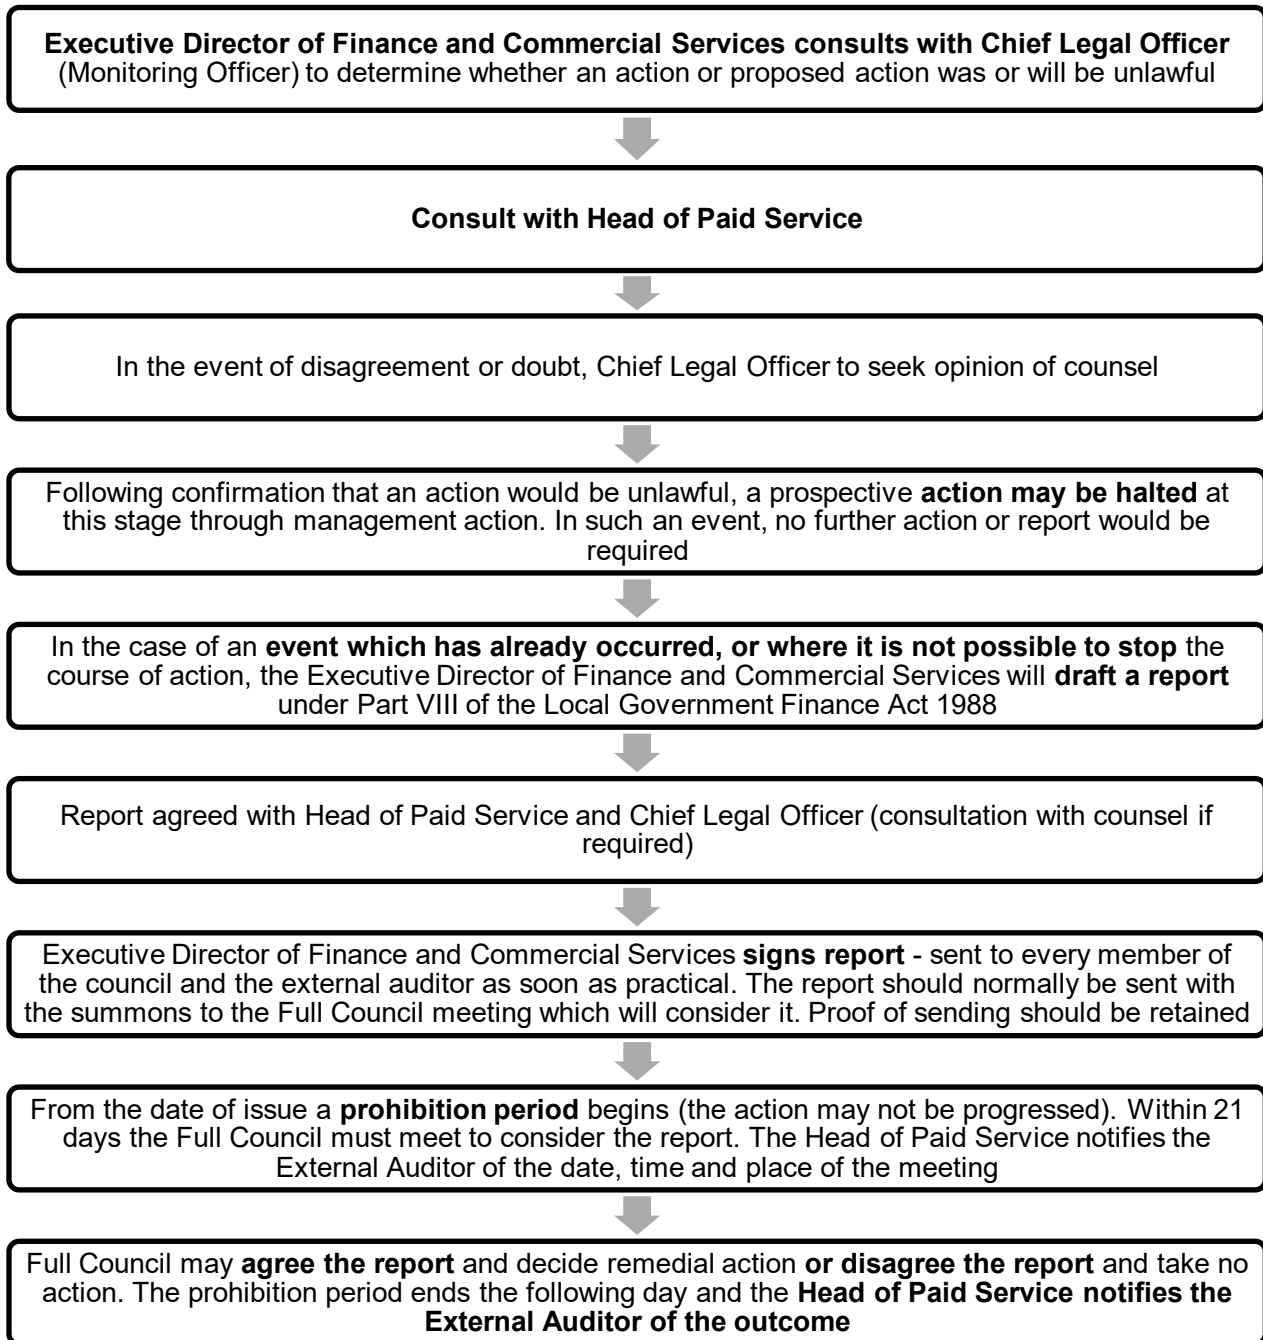 Executive Director of Finance and Commercial Services consults with Chief Legal Officer
(Monitoring Officer) to determine whether an action or proposed action was or will be unlawful
Consult with Head of Paid Service
In the event of disagreement or doubt, Chief Legal Officer to seek opinion of counsel
Following confirmation that an action would be unlawful, a prospective action may be halted at
this stage through management action. In such an event, no further action or report would be
required
In the case of an event which has already occurred, or where it is not possible to stop the
course of action, the Executive Director of Finance and Commercial Services will draft a report
under Part VIII of the Local Government Finance Act 1988
Report agreed with Head of Paid Service and Chief Legal Officer (consultation with counsel if
required)
Executive Director of Finance and Commercial Services signs report - sent to every member of
the council and the external auditor as soon as practical. The report should normally be sent with
the summons to the Full Council meeting which will consider it. Proof of sending should be retained
From the date of issue a prohibition period begins (the action may not be progressed). Within 21
days the Full Council must meet to consider the report. The Head of Paid Service notifies the
External Auditor of the date, time and place of the meeting
Full Council may agree the report and decide remedial action or disagree the report and take no
action. The prohibition period ends the following day and the Head of Paid Service notifies the
External Auditor of the outcome